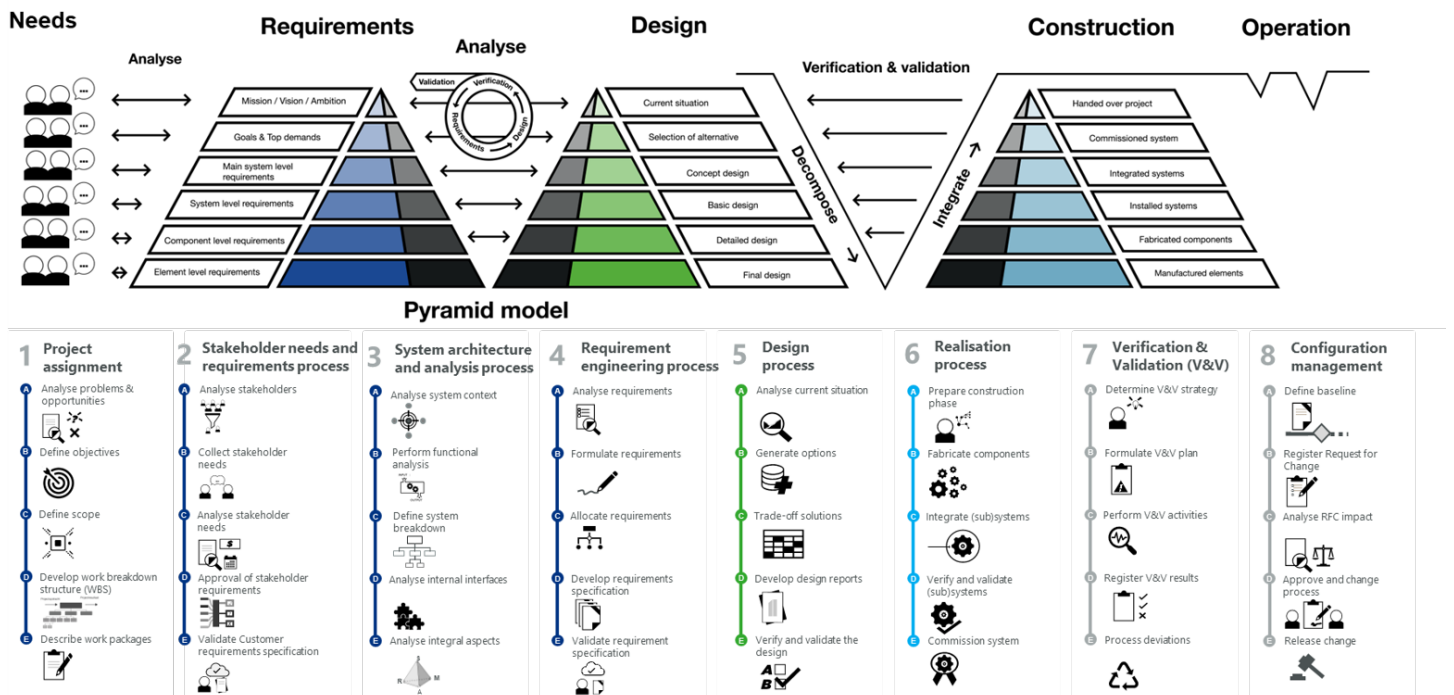 Needs
Requirements
Design
Construction
Operation
Analyse
Analyse
Verification & validation
Validation
Verification
Design
Requirements
Mission / Vision / Ambition
Goals & Top demands
Main system level
requirements
System level requirements
Component level requirements
Element level requirements
Current situation
Selection of alternative
Concept design
Basic design
Detailed design
Final design
Decompose
Integrate
Handed over project
Commissioned system
Integrated systems
Installed systems
Fabricated components
Manufactured elements
Pyramid model
1 Project
assignment
A Analyse problems &
opportunities
B Define objectives
C Define scope
D Develop work breakdown
structure (WBS)
E Describe work packages
2 Stakeholder needs and
requirements process
A Analyse stakeholders
B Collect stakeholder
needs
C Analyse stakeholder
needs
$
D Approval of stakeholder
requirements
E Validate Customer
requirements specification
3 System architecture
and analysis process
A Analyse system context
B Perform functional
analysis
C Define system
breakdown
D Analyse internal interfaces
E Analyse integral aspects
R
M
A
4 Requirement
engineering process
A Analyse requirements
B Formulate requirements
C Allocate requirements
D Develop requirements
specification
E Validate requirement
specification
5 Design
process
A Analyse current situation
B Generate options
C Trade-off solutions
D Develop design reports
E Verify and validate the
design
A
B
6 Realisation
process
A Prepare construction
phase
B Fabricate components
C Integrate (sub)systems
D Verify and validate
(sub)systems
E Commission system
7 Verification &
Validation (V&V)
A Determine V&V strategy
B Formulate V&V plan
C Perform V&V activities
D Register V&V results
E Process deviations
8 Configuration
management
A Define baseline
B Register Request for
Change
C Analyse RFC impact
D Approve and change
process
E Release change